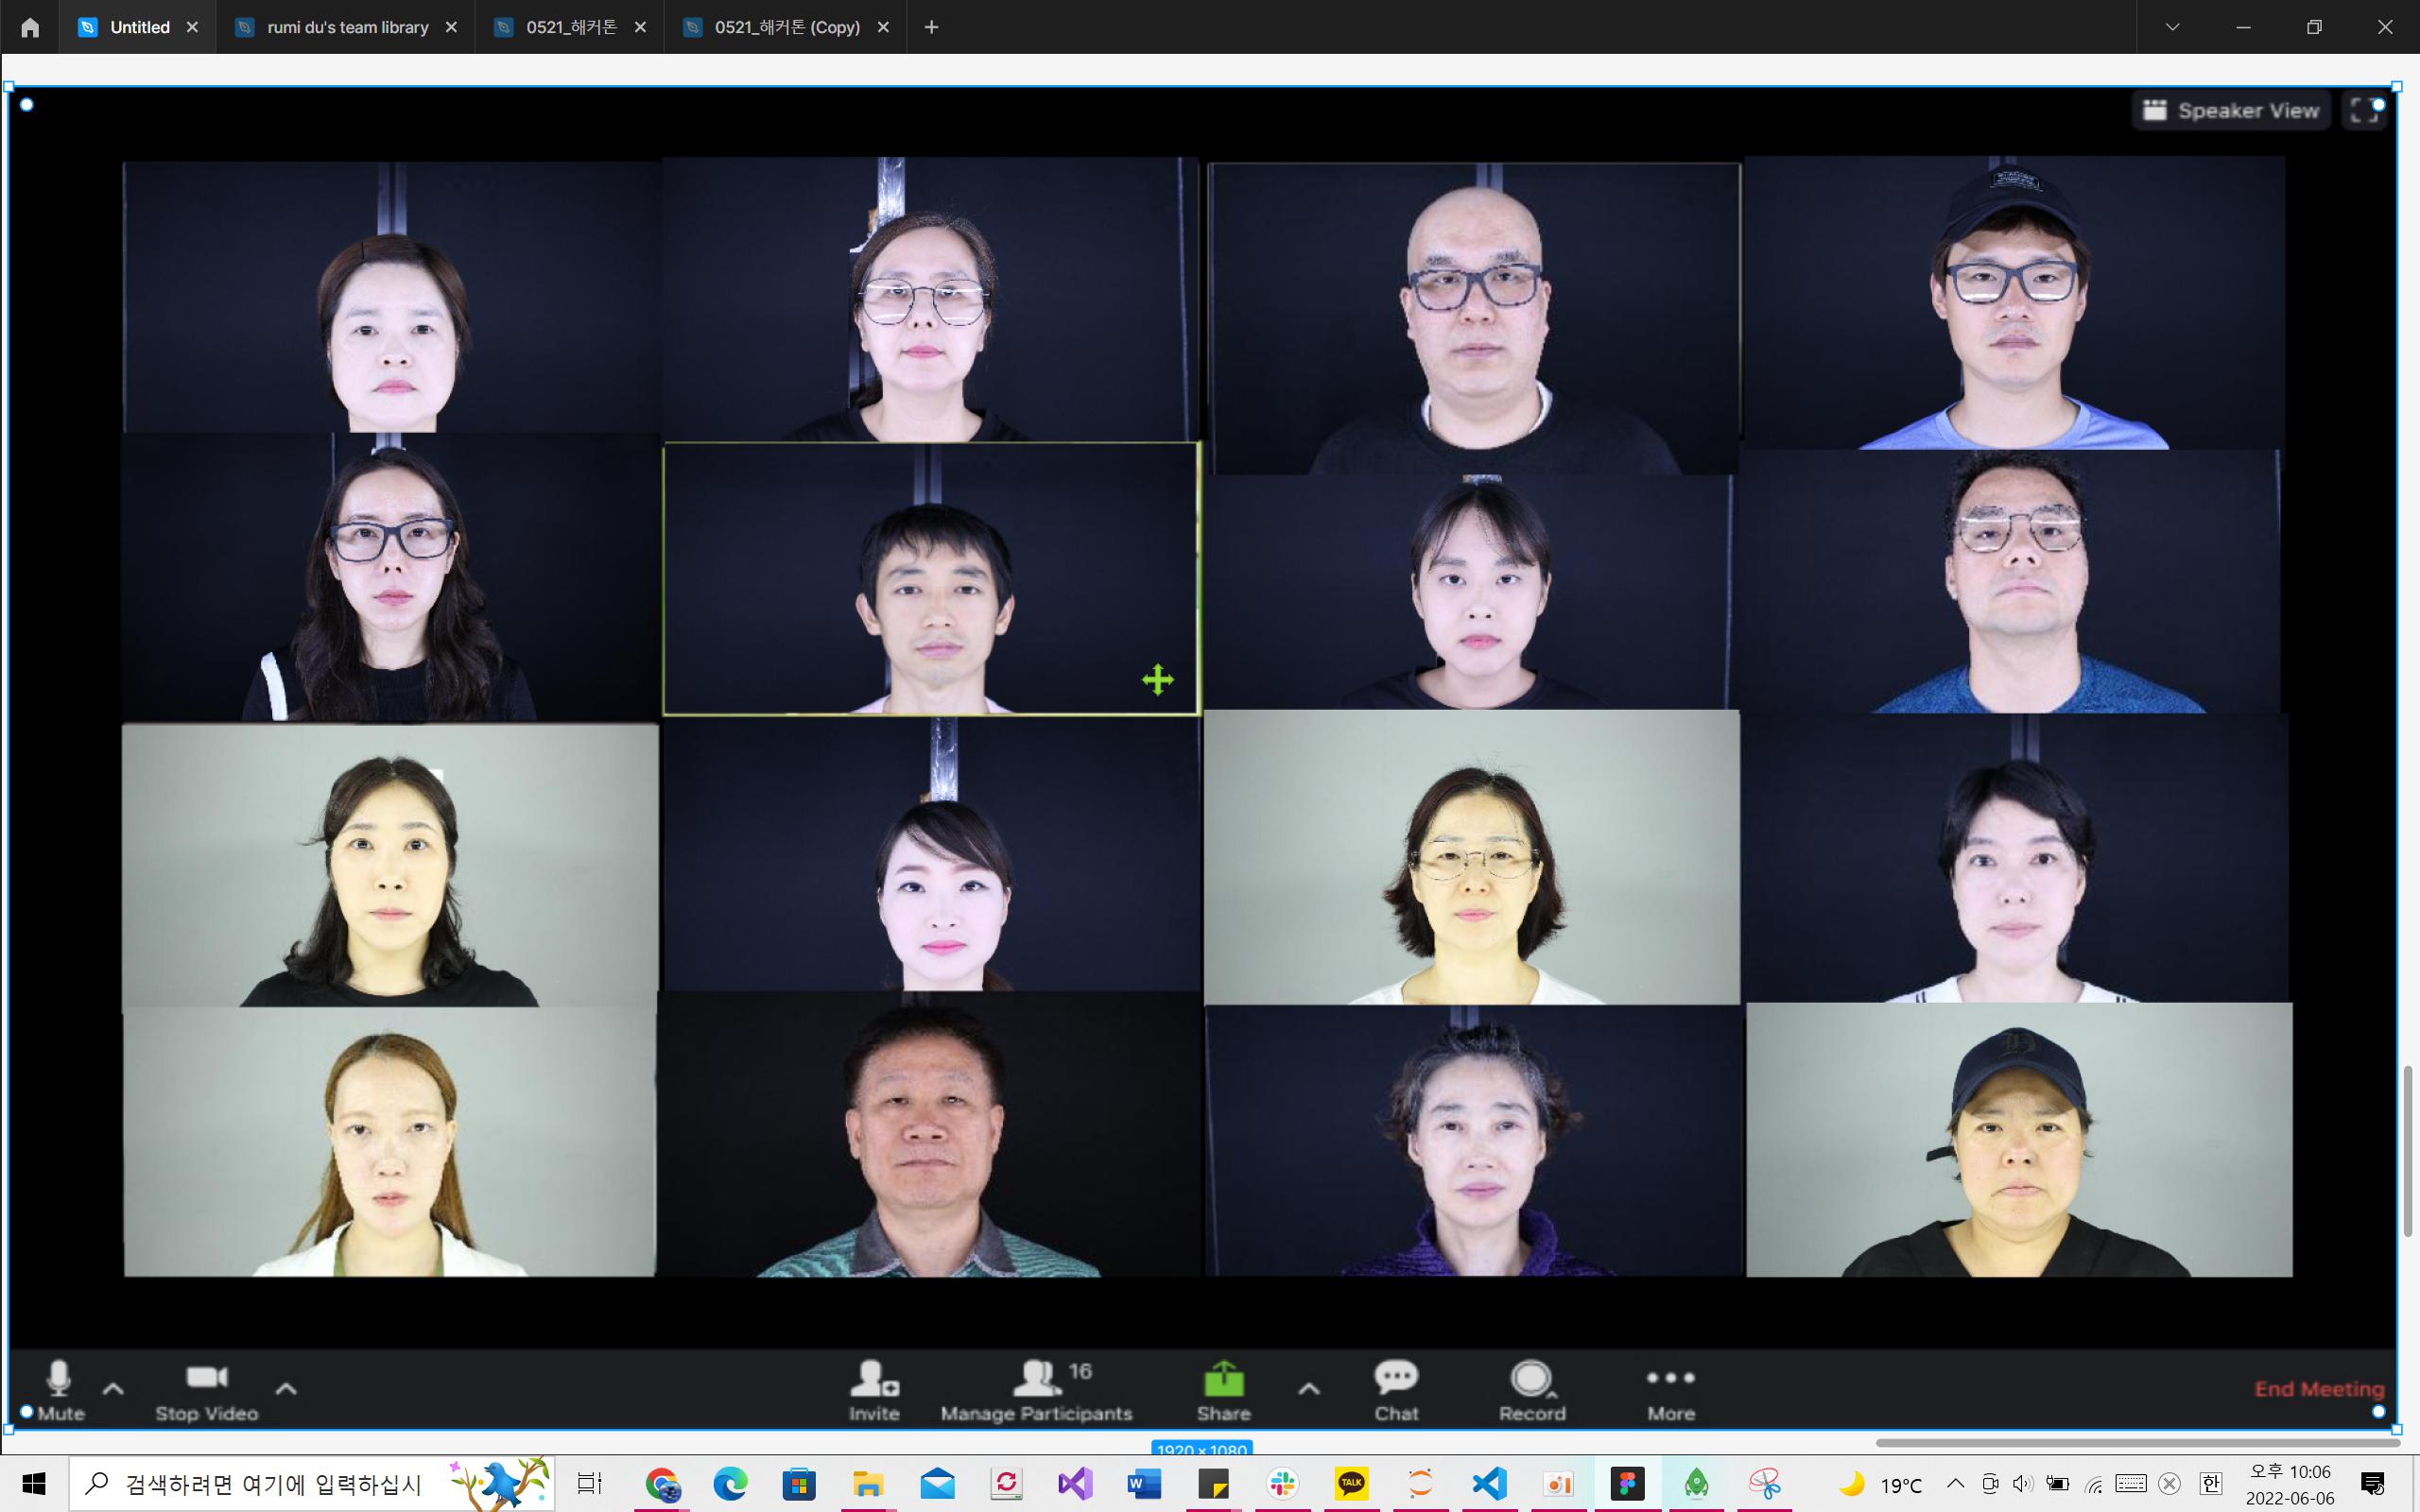 Untitled
rumi du's team library
0521_해커톤
0521_해커톤 (Copy)
Speaker View
Mute
Stop Video
Invite
16
Manage Participants
Share
Chat
Record
More
End Meeting
1920 × 1080
검색하려면 여기에 입력하십시
TALK
19°C
한
오후 10:06
2022-06-06